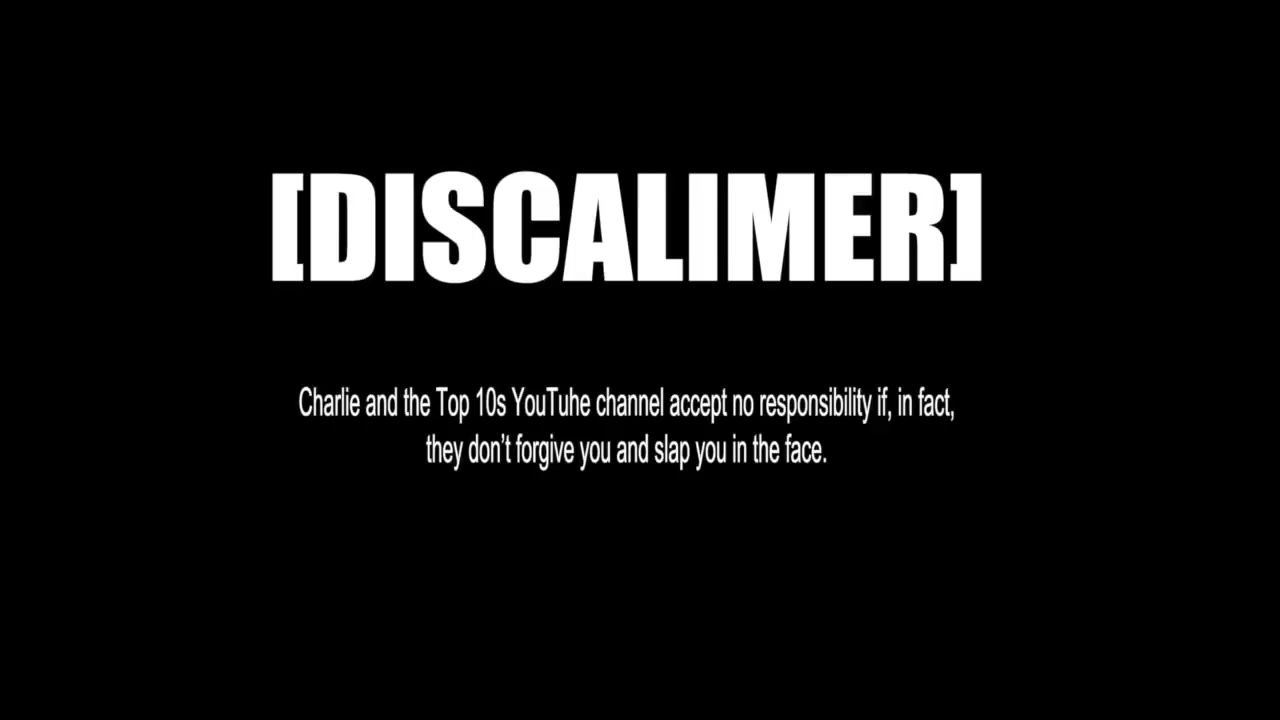 [DISCALIMER]
Charlie and the Top 10s YouTuhe channel accept no responsibility if, in fact,
they don't forgive you and slap you in the face.